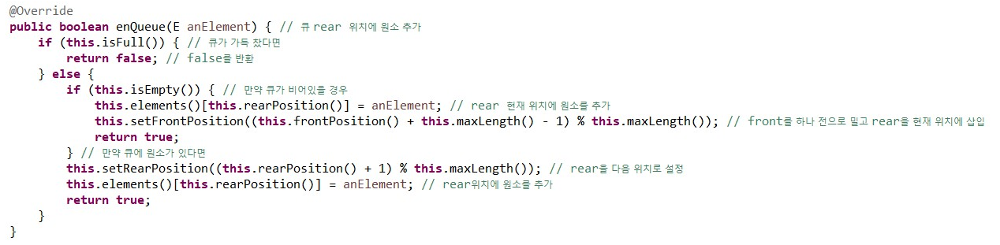 @Override
public boolean enQueue(E anElement) { // 큐 rear 위치에 원소 추가
    if (this.isFull()) { // 큐가 가득 찼다면
        return false; // false를 반환
    } else {
        if (this.isEmpty()) { // 만약 큐가 비어있을 경우
            this.elements()[this.rearPosition()] = anElement; // rear 현재 위치에 원소를 추가
            this.setFrontPosition((this.frontPosition() + this.maxLength() - 1) % this.maxLength()); // front를 하나 전으로 밀고 rear을 현재 위치에 삽입
            return true;
        } // 만약 큐에 원소가 있다면
        this.setRearPosition((this.rearPosition() + 1) % this.maxLength()); // rear을 다음 위치로 설정
        this.elements()[this.rearPosition()] = anElement; // rear위치에 원소를 추가
        return true;
    }
}